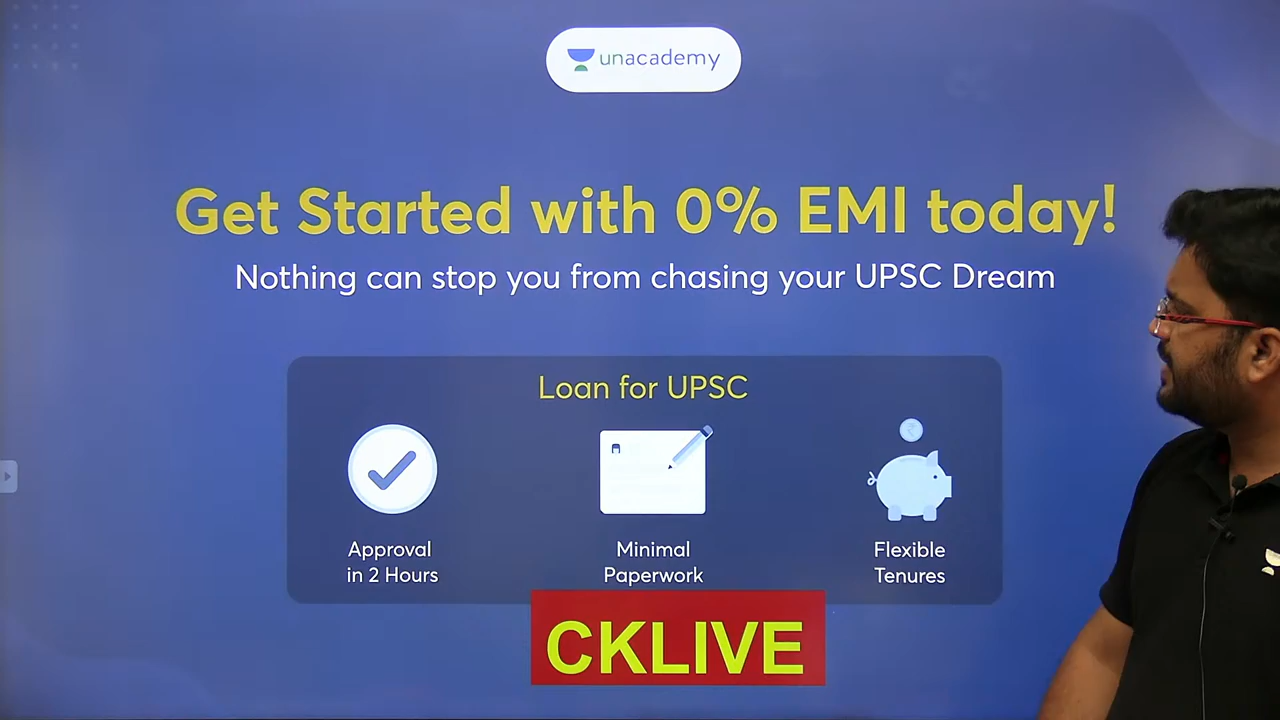 unacademy
Get Started with 0% EMI today!
Nothing can stop you from chasing your UPSC Dream
Loan for UPSC
₹
Approval
in 2 Hours
Minimal
Paperwork
Flexible
Tenures
CKLIVE